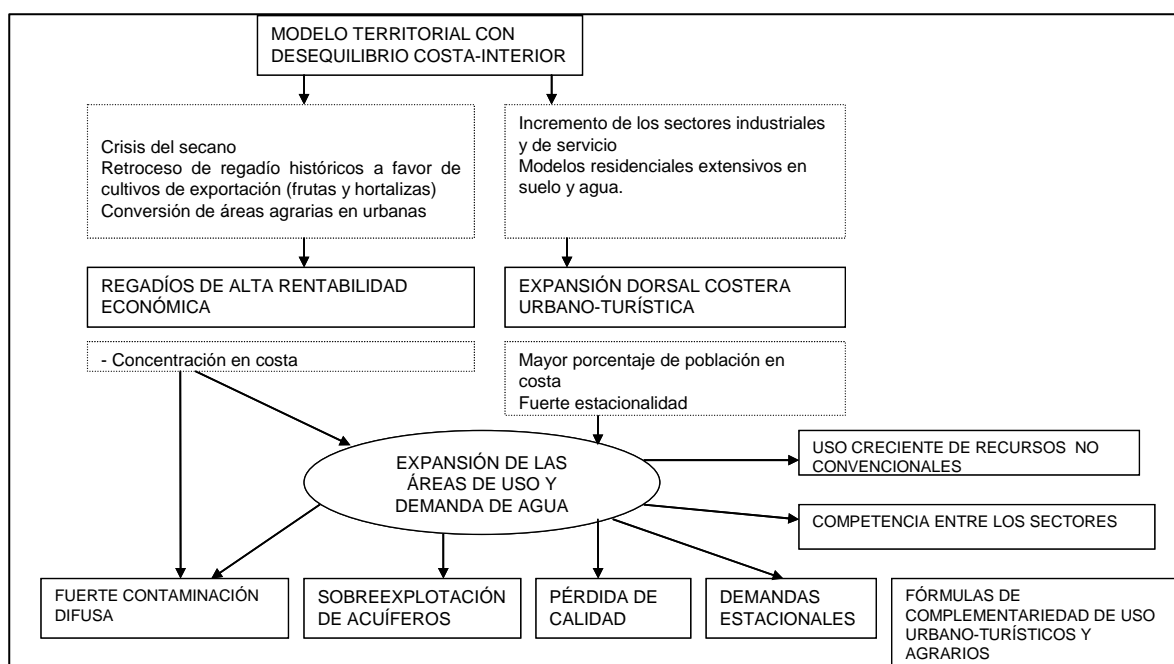 MODELO TERRITORIAL CON
DESEQUILIBRIO COSTA-INTERIOR
Crisis del secano
Retroceso de regadío históricos a favor de
cultivos de exportación (frutas y hortalizas)
Conversión de áreas agrarias en urbanas
Incremento de los sectores industriales
y de servicio
Modelos residenciales extensivos en
suelo y agua.
REGADÍOS DE ALTA RENTABILIDAD
ECONÓMICA
EXPANSIÓN DORSAL COSTERA
URBANO-TURÍSTICA
- Concentración en costa
Mayor porcentaje de población en
costa
Fuerte estacionalidad
EXPANSIÓN DE LAS
ÁREAS DE USO Y
DEMANDA DE AGUA
USO CRECIENTE DE RECURSOS  NO
CONVENCIONALES
COMPETENCIA ENTRE LOS SECTORES
FUERTE CONTAMINACIÓN
DIFUSA
SOBREEXPLOTACIÓN
DE ACUÍFEROS
PÉRDIDA DE
CALIDAD
DEMANDAS
ESTACIONALES
FÓRMULAS DE
COMPLEMENTARIEDAD DE USO
URBANO-TURÍSTICOS Y
AGRARIOS